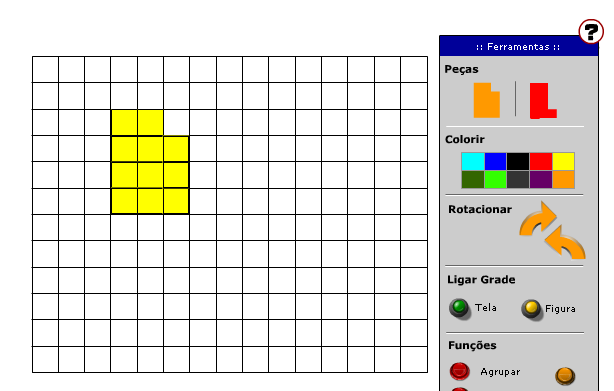 ?
:: Ferramentas ::
Peças
Colorir
Rotacionar
Ligar Grade
Tela Figura
Funções
Agrupar